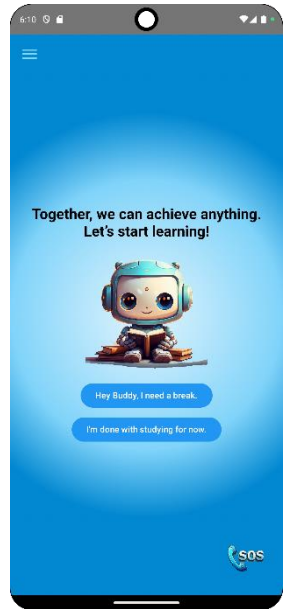 6:10
Together, we can achieve anything.
Let's start learning!
Hey Buddy, I need a break.
I'm done with studying for now.
SOS